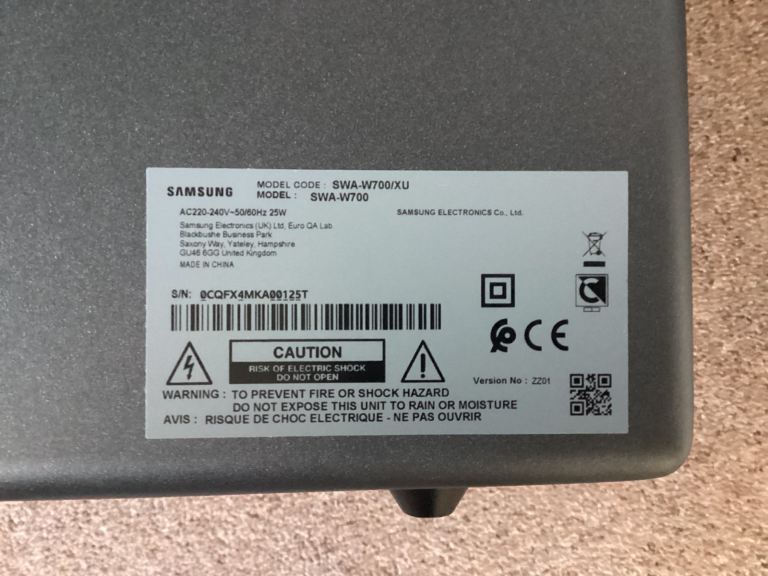 SAMSUNG
MODEL CODE : SWA-W700/XU
MODEL : SWA-W700
AC220-240V~50/60Hz 25W
SAMSUNG ELECTRONICS Co., Ltd.
Samsung Electronics (UK) Ltd, Euro QA Lab.
Blackbushe Business Park
Saxony Way, Yateley, Hampshire
GU46 6GG United Kingdom
MADE IN CHINA
S/N: 0CQFX4MKA00125T
CE
CAUTION
RISK OF ELECTRIC SHOCK
DO NOT OPEN
Version No : ZZ01
WARNING : TO PREVENT FIRE OR SHOCK HAZARD
DO NOT EXPOSE THIS UNIT TO RAIN OR MOISTURE
AVIS : RISQUE DE CHOC ELECTRIQUE - NE PAS OUVRIR